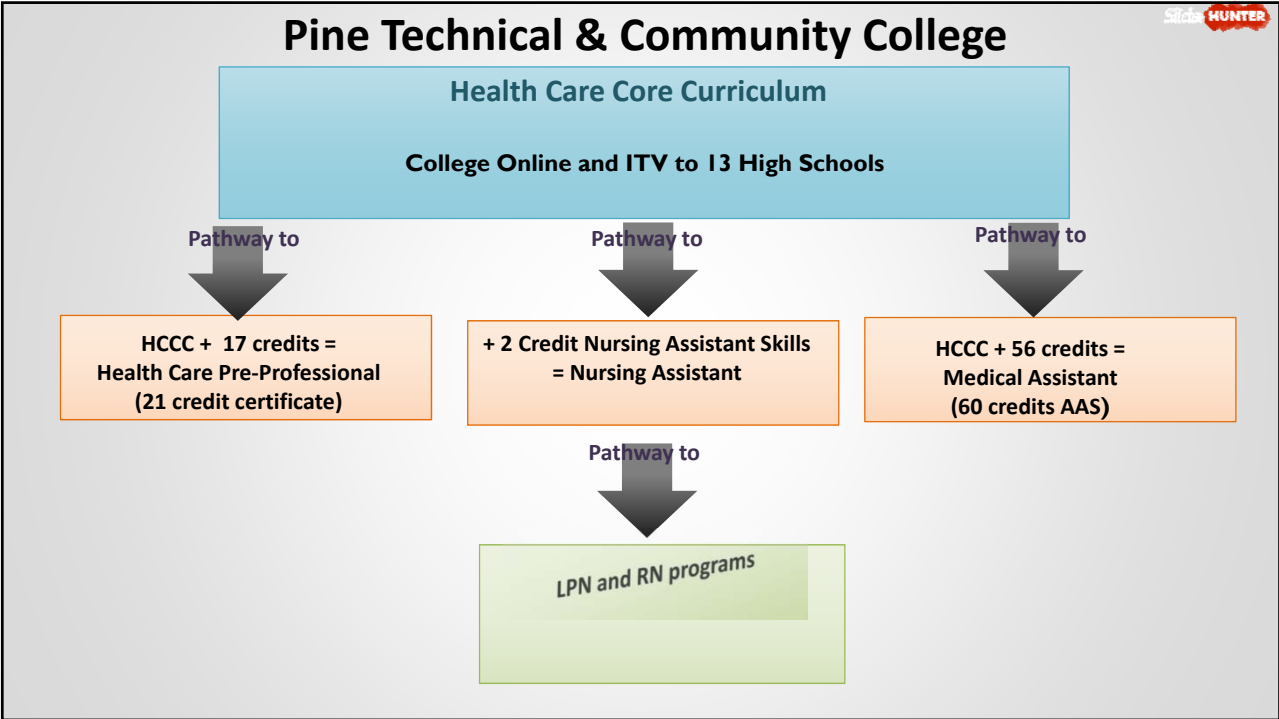 Slide HUNTER
Pine Technical & Community College
Health Care Core Curriculum
College Online and ITV to 13 High Schools
Pathway to
Pathway to
Pathway to
HCCC + 17 credits =
Health Care Pre-Professional
(21 credit certificate)
+ 2 Credit Nursing Assistant Skills
= Nursing Assistant
HCCC + 56 credits =
Medical Assistant
(60 credits AAS)
Pathway to
LPN and RN programs